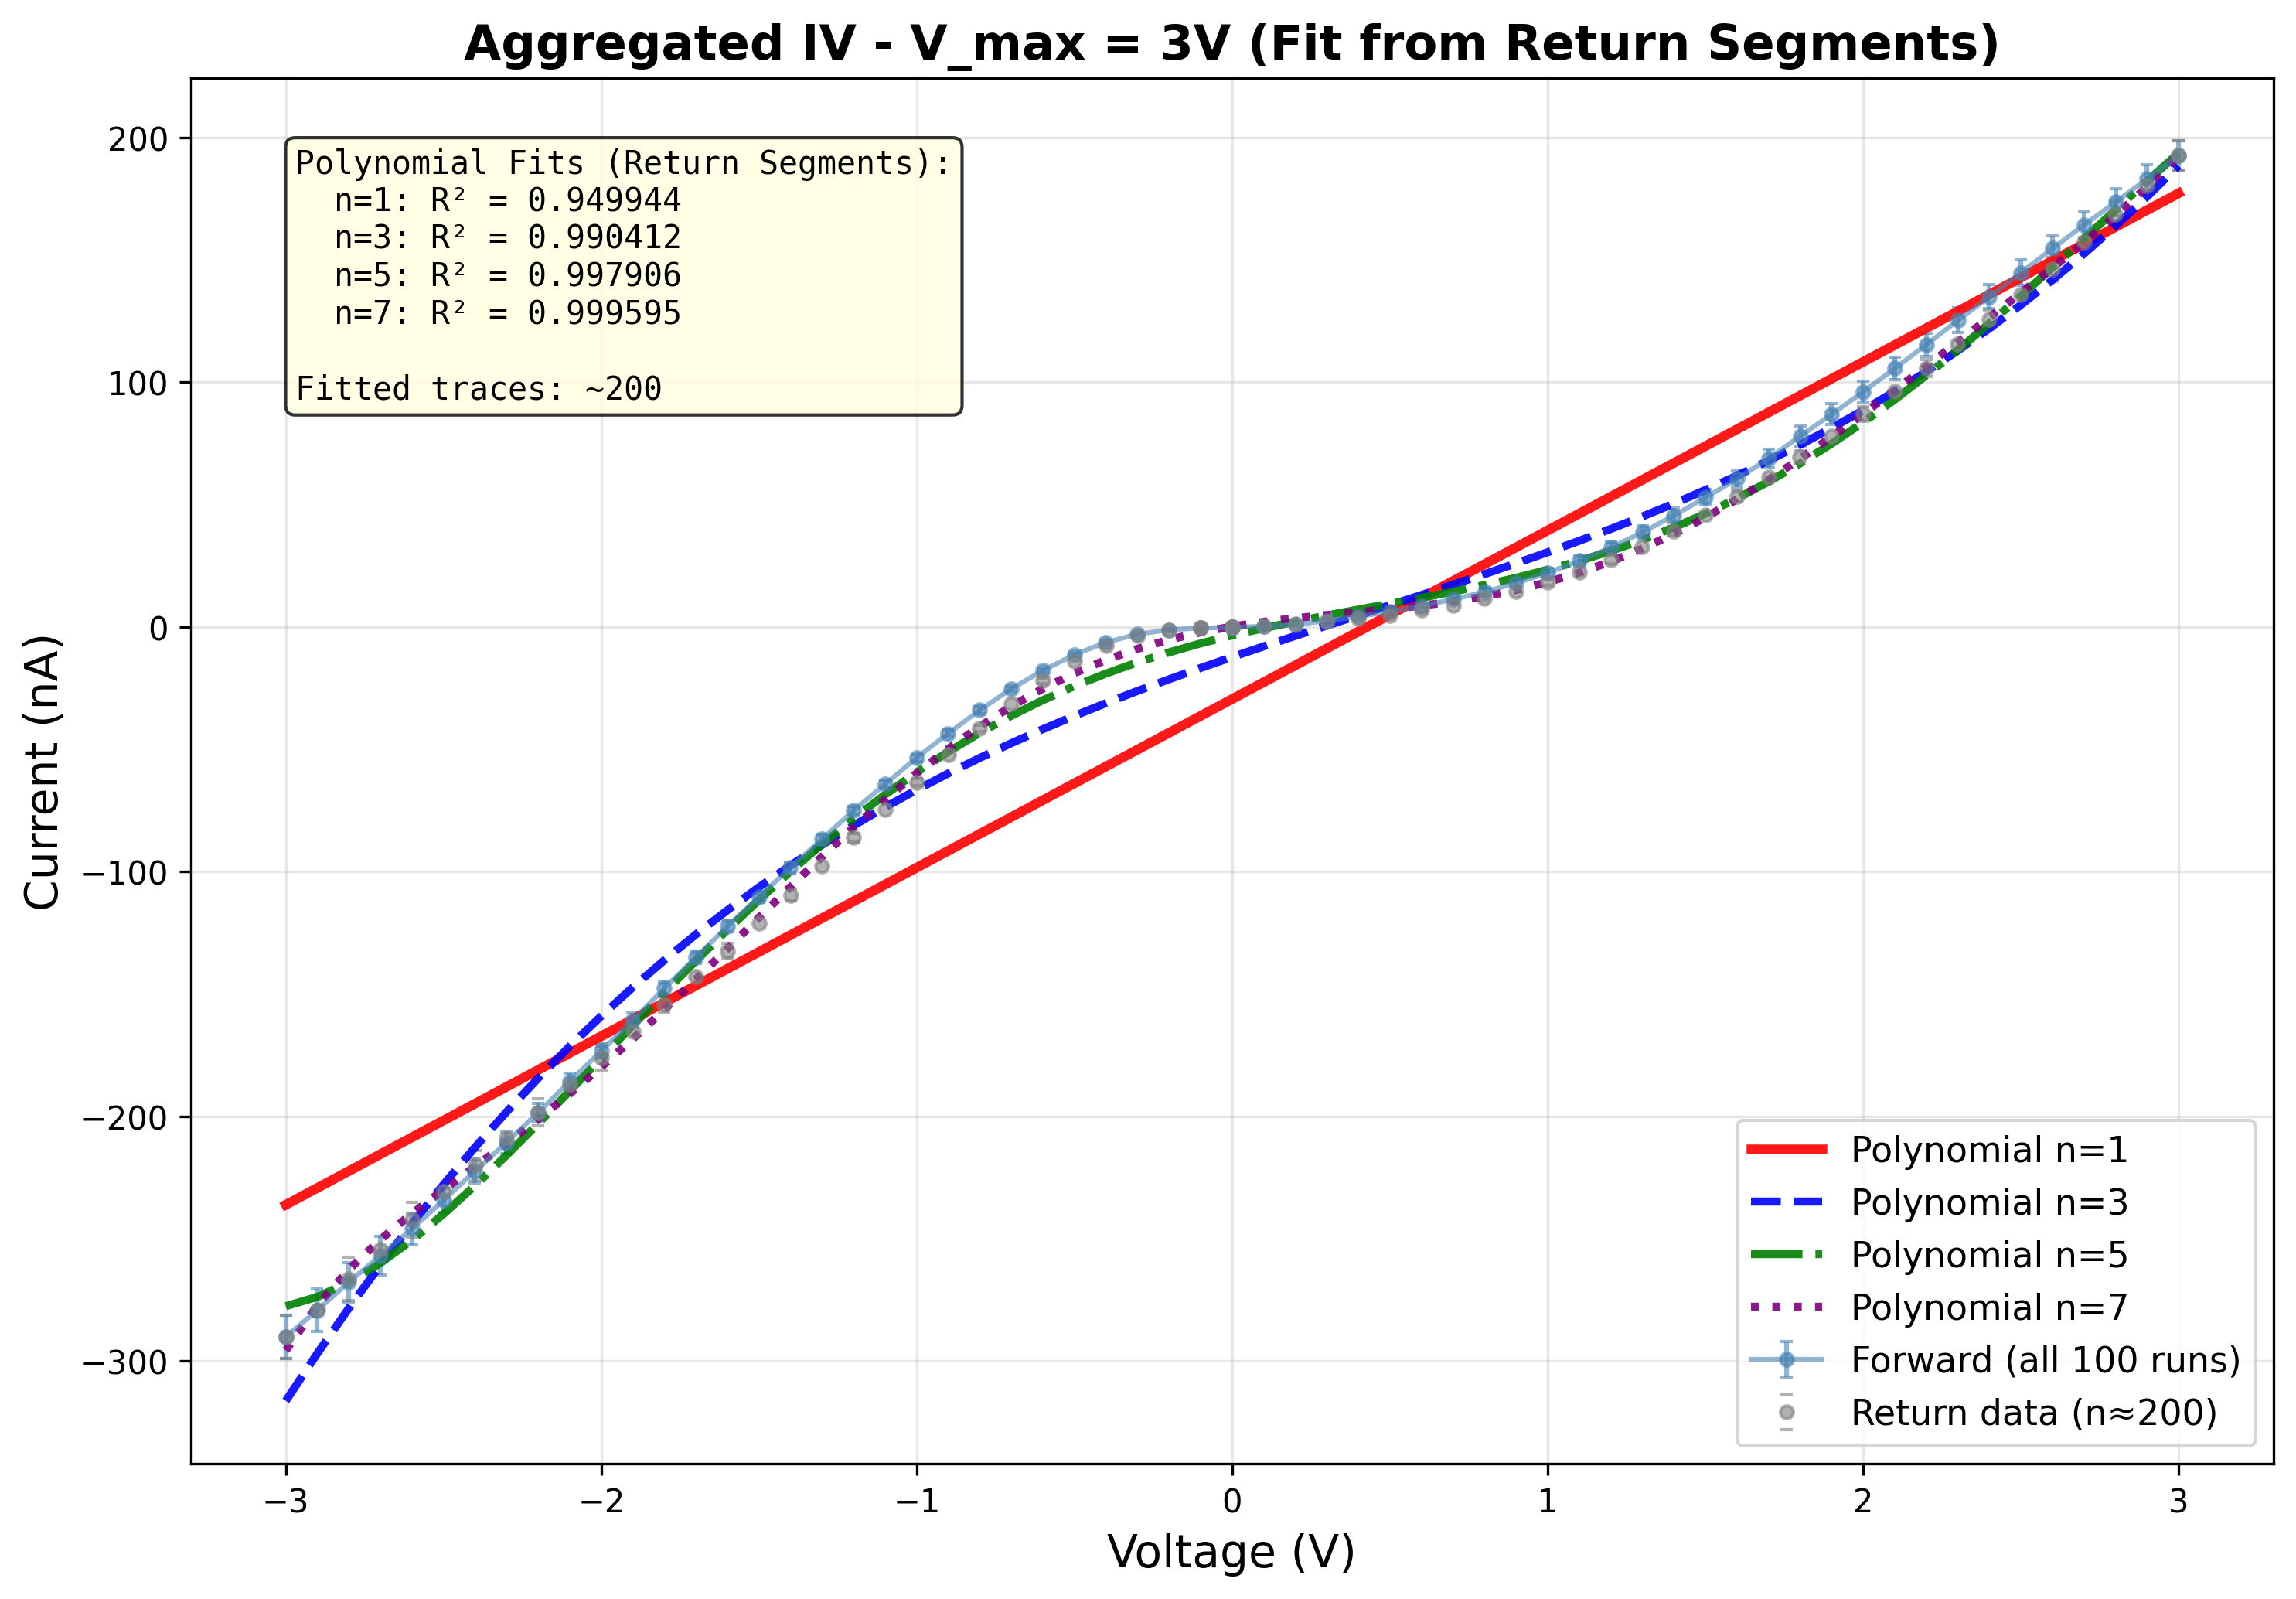 Aggregated IV - V_max = 3V (Fit from Return Segments)
Polynomial Fits (Return Segments):
n=1: R² = 0.949944
n=3: R² = 0.990412
n=5: R² = 0.997906
n=7: R² = 0.999595
Fitted traces: ~200
200
100
0
−100
−200
−300
Current (nA)
Polynomial n=1
Polynomial n=3
Polynomial n=5
Polynomial n=7
Forward (all 100 runs)
Return data (n≈200)
−3 −2 −1 0 1 2 3
Voltage (V)